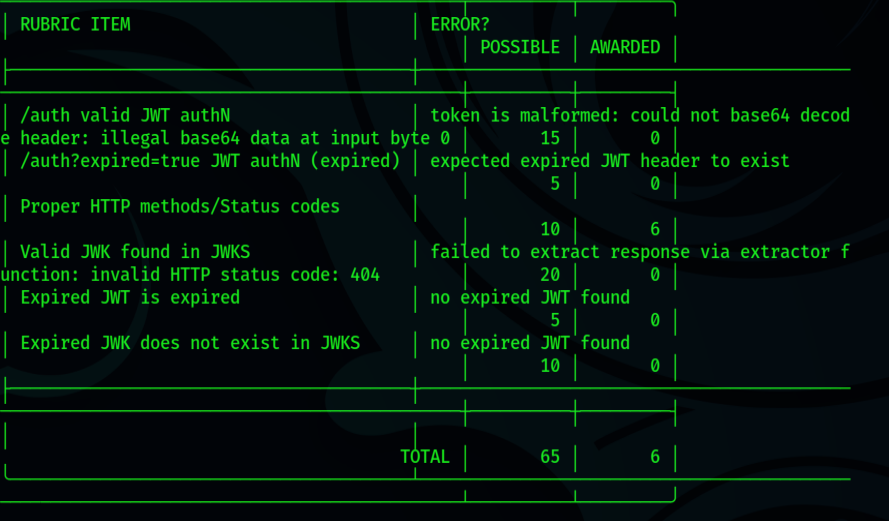 RUBRIC ITEM ERROR?
POSSIBLE AWARDED
/auth valid JWT authN token is malformed: could not base64 decod
e header: illegal base64 data at input byte 0 15 0
/auth?expired=true JWT authN (expired) expected expired JWT header to exist
5 0
Proper HTTP methods/Status codes
10 6
Valid JWK found in JWKS failed to extract response via extractor f
unction: invalid HTTP status code: 404 20 0
Expired JWT is expired no expired JWT found
5 0
Expired JWK does not exist in JWKS no expired JWT found
10 0
TOTAL 65 6